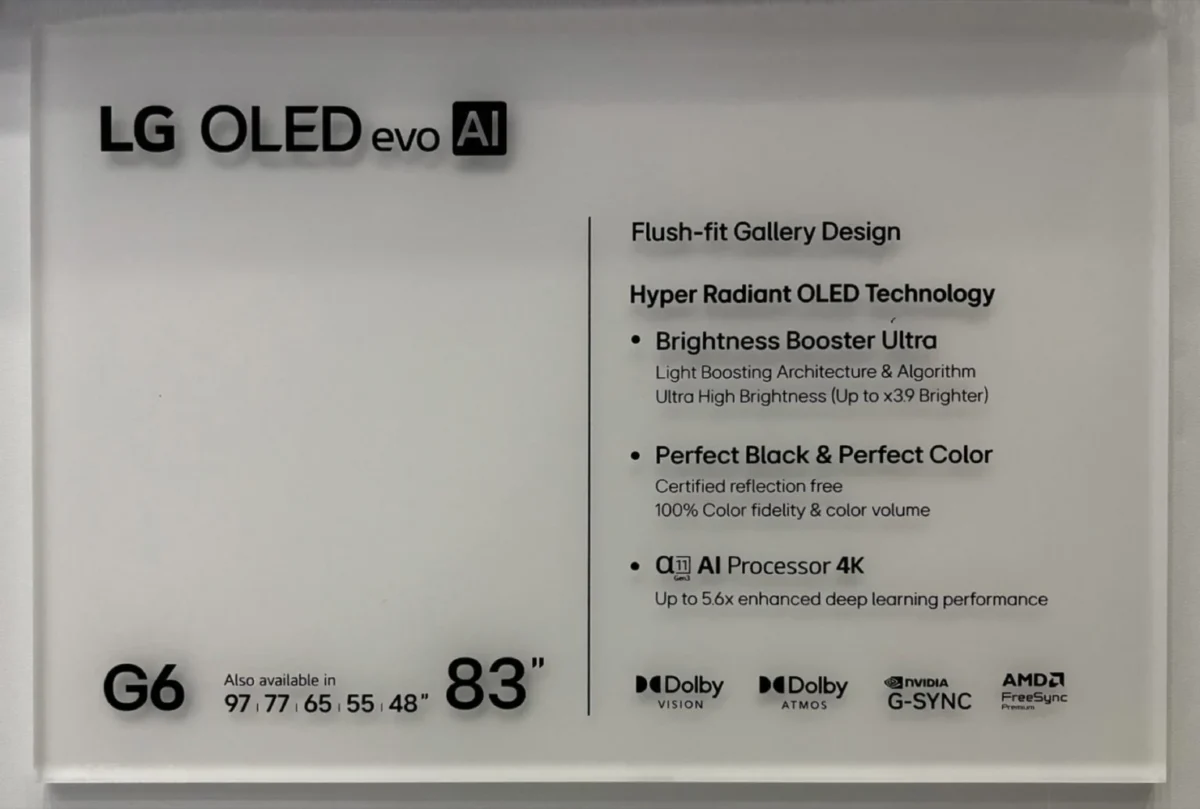 LG OLED evo AI
Flush-fit Gallery Design
Hyper Radiant OLED Technology
• Brightness Booster Ultra
Light Boosting Architecture & Algorithm
Ultra High Brightness (Up to x3.9 Brighter)
• Perfect Black & Perfect Color
Certified reflection free
100% Color fidelity & color volume
• α11 Gen3 AI Processor 4K
Up to 5.6x enhanced deep learning performance
G6
Also available in
97 | 77 | 65 | 55 | 48"
83"
Dolby
VISION
Dolby
ATMOS
NVIDIA
G-SYNC
AMD
FreeSync
Premium